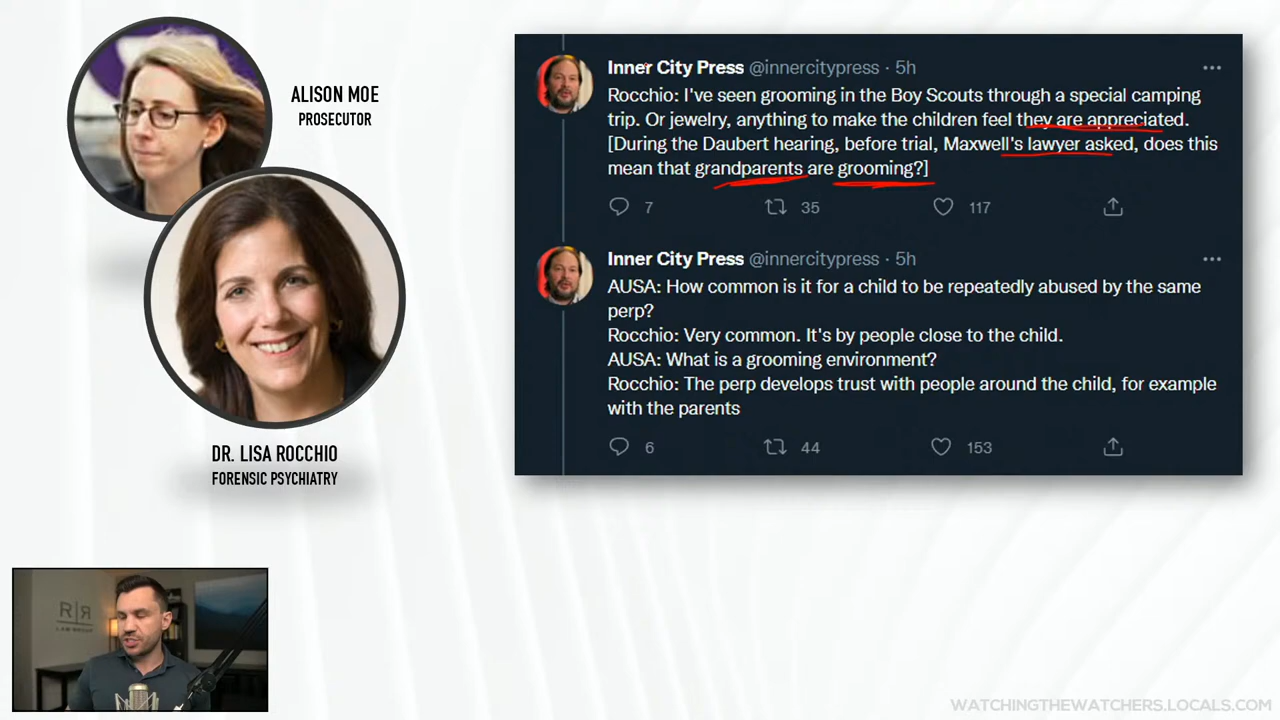 ALISON MOE
PROSECUTOR
DR. LISA ROCCHIO
FORENSIC PSYCHIATRY
Inner City Press @innercitypress · 5h
Rocchio: I've seen grooming in the Boy Scouts through a special camping
trip. Or jewelry, anything to make the children feel they are appreciated.
[During the Daubert hearing, before trial, Maxwell's lawyer asked, does this
mean that grandparents are grooming?]
7 35 117
Inner City Press @innercitypress · 5h
AUSA: How common is it for a child to be repeatedly abused by the same
perp?
Rocchio: Very common. It's by people close to the child.
AUSA: What is a grooming environment?
Rocchio: The perp develops trust with people around the child, for example
with the parents
6 44 153
R|R
LAW GROUP
WATCHINGTHEWATCHERS.LOCALS.COM